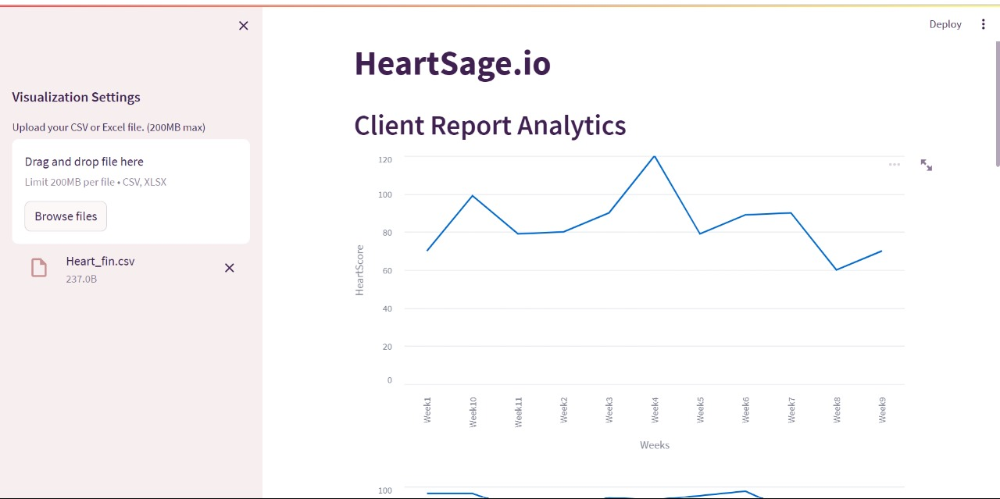 Deploy
Visualization Settings
Upload your CSV or Excel file. (200MB max)
Drag and drop file here
Limit 200MB per file • CSV, XLSX
Browse files
Heart_fin.csv
237.0B
HeartSage.io
Client Report Analytics
120
100
80
60
40
20
0
HeartScore
Week1
Week10
Week11
Week2
Week3
Week4
Week5
Week6
Week7
Week8
Week9
Weeks
100